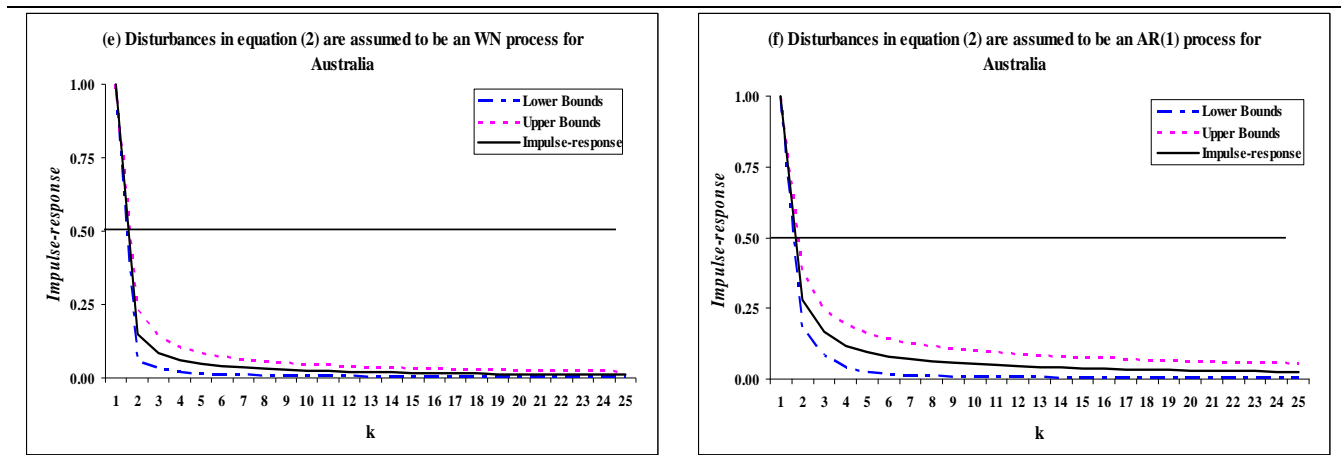 (e) Disturbances in equation (2) are assumed to be an WN process for
Australia
1.00
0.75
0.50
0.25
0.00
Impulse-response
Lower Bounds
Upper Bounds
Impulse-response
1 2 3 4 5 6 7 8 9 10 11 12 13 14 15 16 17 18 19 20 21 22 23 24 25
k
(f) Disturbances in equation (2) are assumed to be an AR(1) process for
Australia
1.00
0.75
0.50
0.25
0.00
Impulse-response
Lower Bounds
Upper Bounds
Impulse-response
1 2 3 4 5 6 7 8 9 10 11 12 13 14 15 16 17 18 19 20 21 22 23 24 25
k